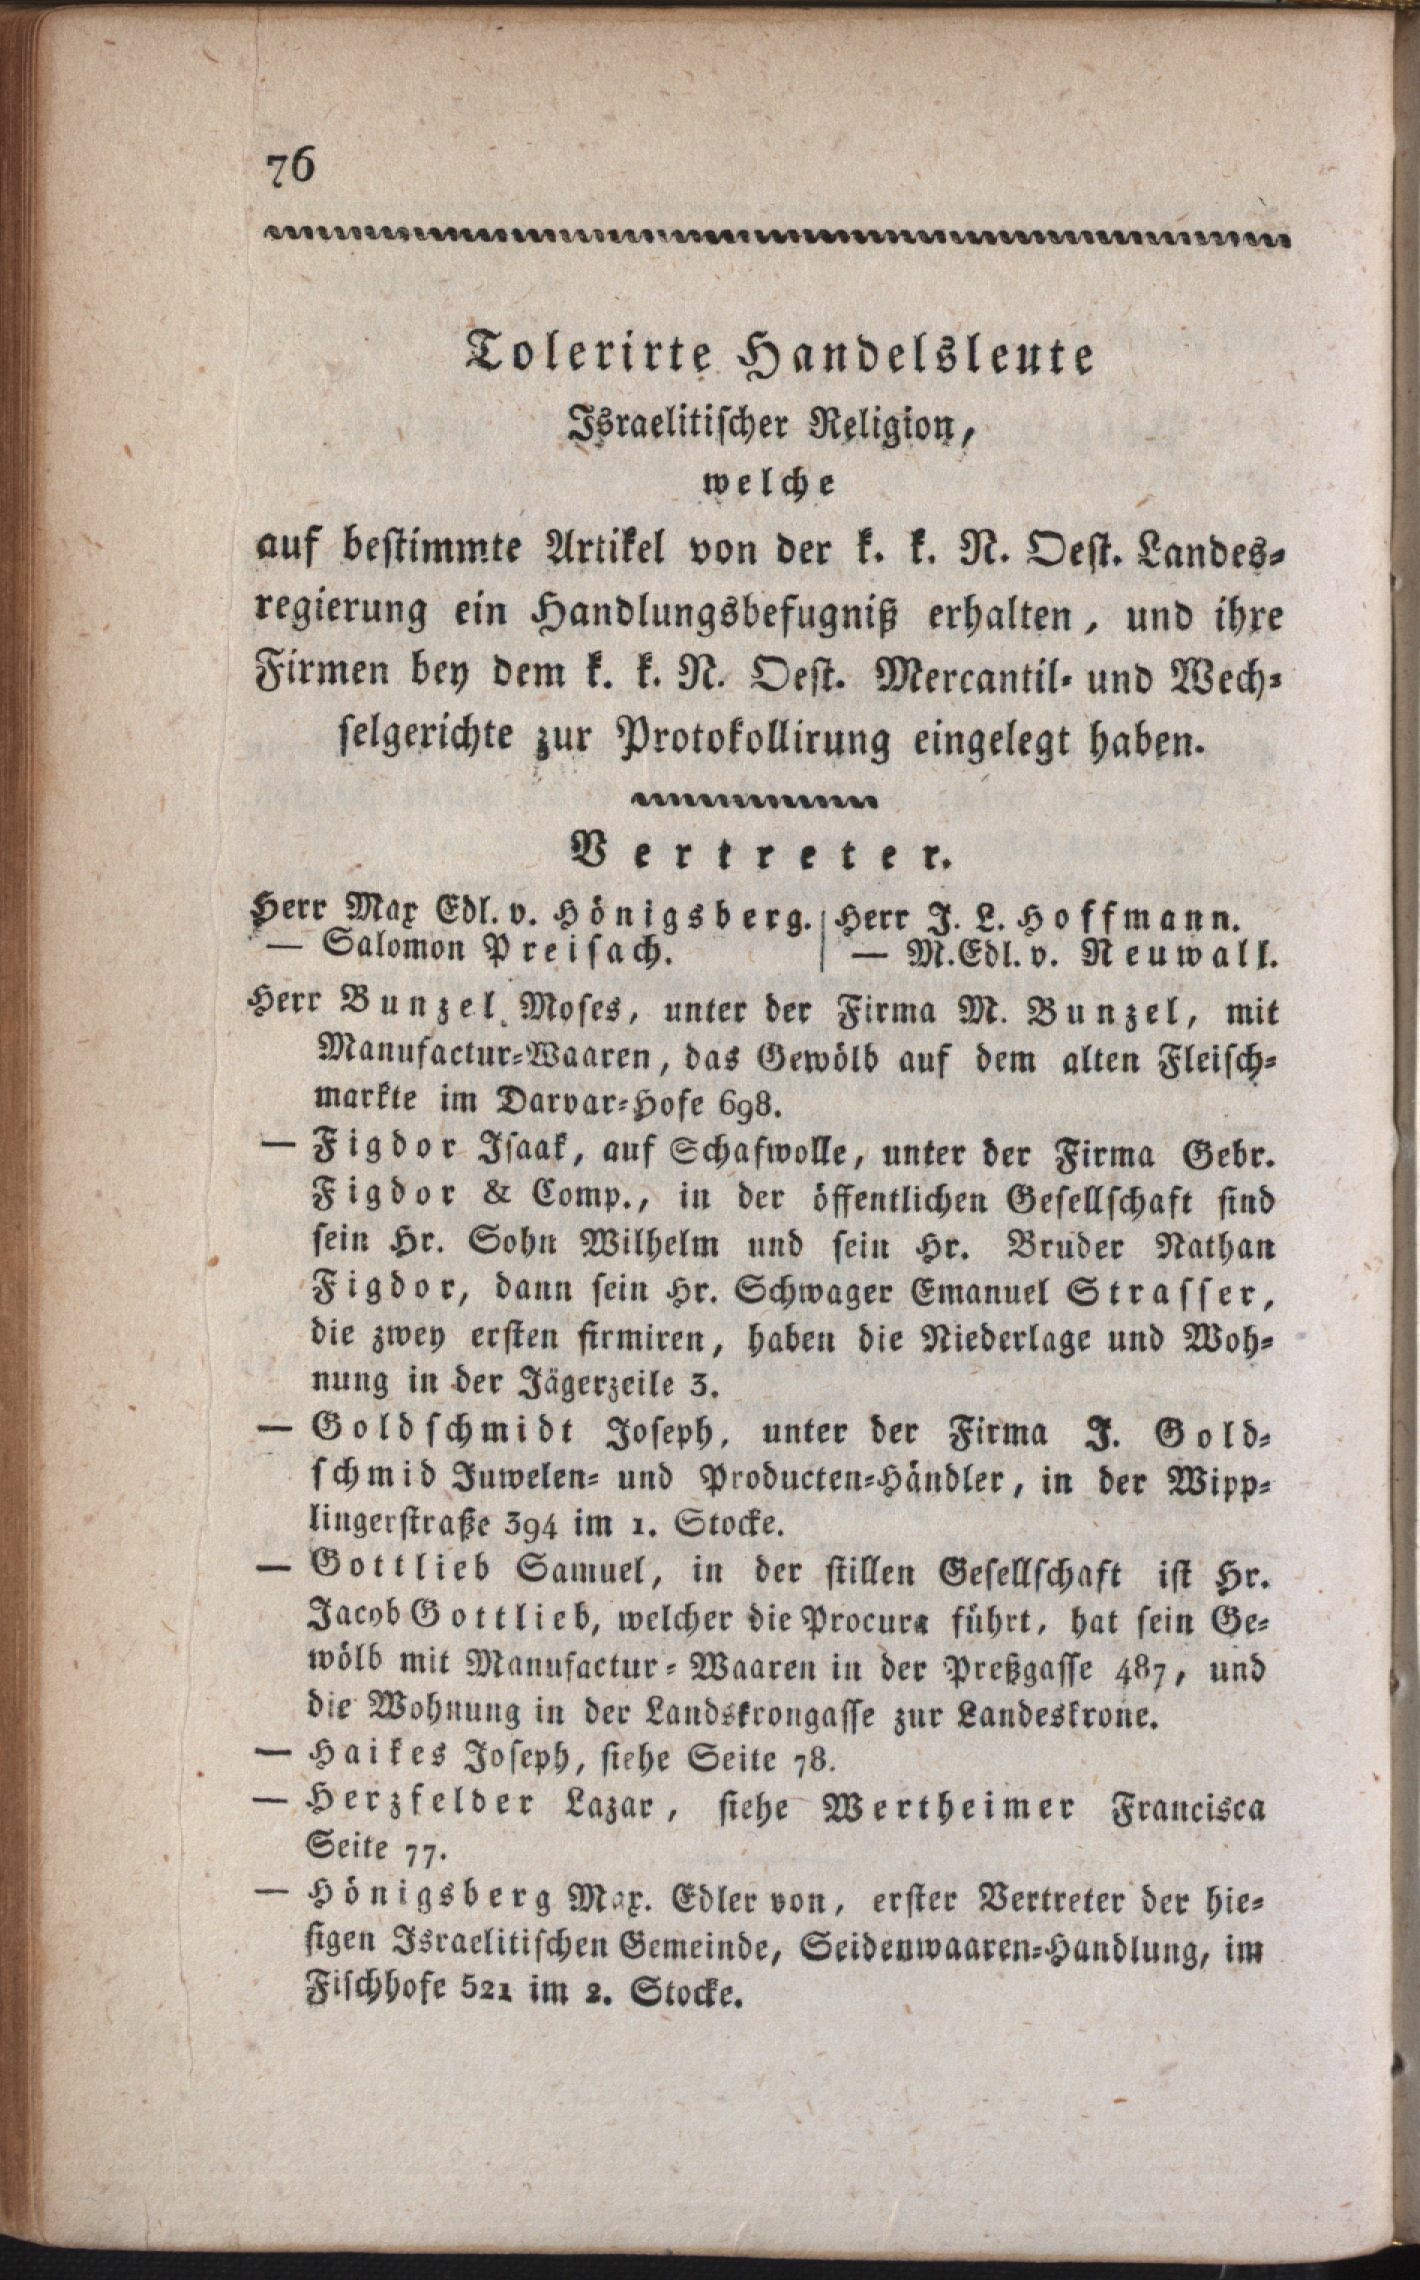 76
Tolerirte Handelsleute
Israelitischer Religion,
welche
auf bestimmte Artikel von der k. k. N. Oest. Landes-
regierung ein Handlungsbefugniß erhalten, und ihre
Firmen bey dem k. k. N. Oest. Mercantil- und Wech-
selgerichte zur Protokollirung eingelegt haben.
Vertreter.
Herr Max Edl. v. Hönigsberg. Herr J. L. Hoffmann.
— Salomon Preisach. — M. Edl. v. Neuwall.
Herr Bunzel Moses, unter der Firma M. Bunzel, mit
Manufactur-Waaren, das Gewölb auf dem alten Fleisch-
markte im Darvar-Hofe 698.
— Figdor Isaak, auf Schafwolle, unter der Firma Gebr.
Figdor & Comp., in der öffentlichen Gesellschaft sind
sein Hr. Sohn Wilhelm und sein Hr. Bruder Nathan
Figdor, dann sein Hr. Schwager Emanuel Strasser,
die zwey ersten firmiren, haben die Niederlage und Woh-
nung in der Jägerzeile 3.
— Goldschmidt Joseph, unter der Firma J. Gold-
schmid Juwelen- und Producten-Händler, in der Wipp-
lingerstraße 394 im 1. Stocke.
— Gottlieb Samuel, in der stillen Gesellschaft ist Hr.
Jacob Gottlieb, welcher die Procura führt, hat sein Ge-
wölb mit Manufactur-Waaren in der Preßgasse 487, und
die Wohnung in der Landskrongasse zur Landeskrone.
— Haikes Joseph, siehe Seite 78.
— Herzfelder Lazar, siehe Wertheimer Francisca
Seite 77.
— Hönigsberg Max. Edler von, erster Vertreter der hie-
sigen Israelitischen Gemeinde, Seidenwaaren-Handlung, im
Fischhofe 521 im 2. Stocke.